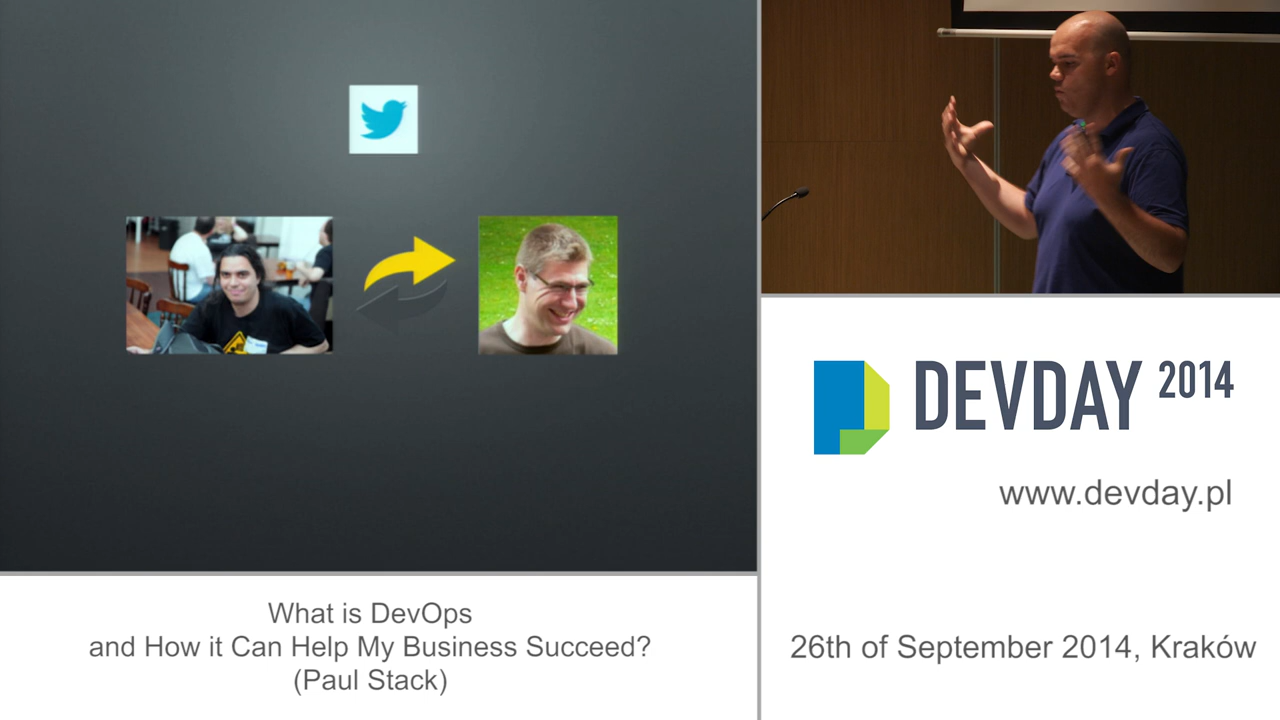 What is DevOps
and How it Can Help My Business Succeed?
(Paul Stack)
DEVDAY 2014
www.devday.pl
26th of September 2014, Kraków